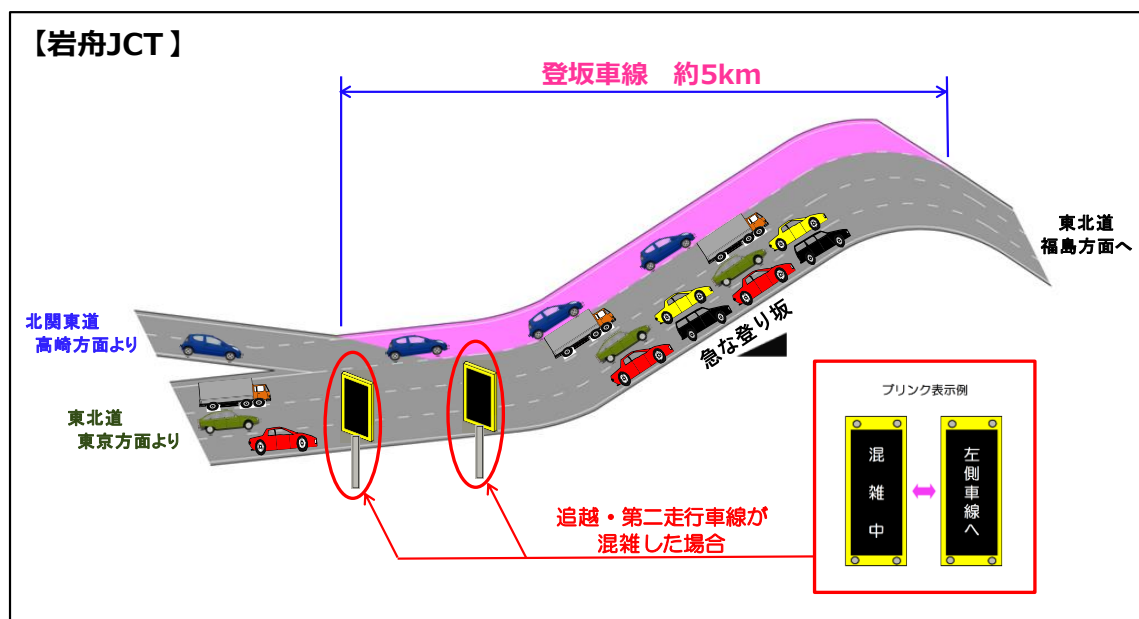 【岩舟JCT】
登坂車線　約5km
北関東道
高崎方面より
東北道
東京方面より
東北道
福島方面へ
急な登り坂
追越・第二走行車線が
混雑した場合
ブリンク表示例
混雑中
左側車線へ